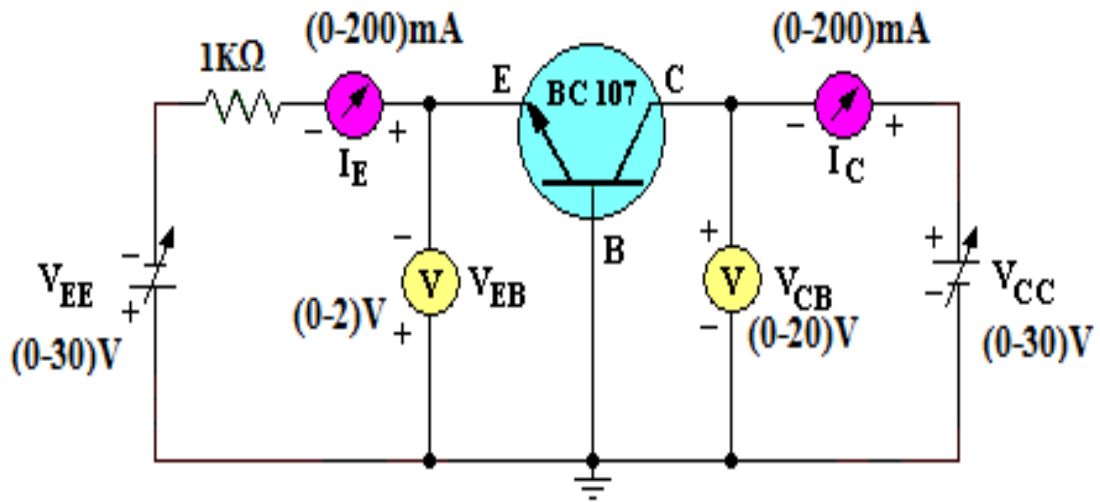 (0-200)mA
(0-200)mA
1KΩ
E
BC 107
C
− +
− +
I_E
I_C
B
−
V_EE
+
(0-30)V
−
V
V_EB
(0-2)V
+
+
V
V_CB
−
(0-20)V
+
−
V_CC
(0-30)V